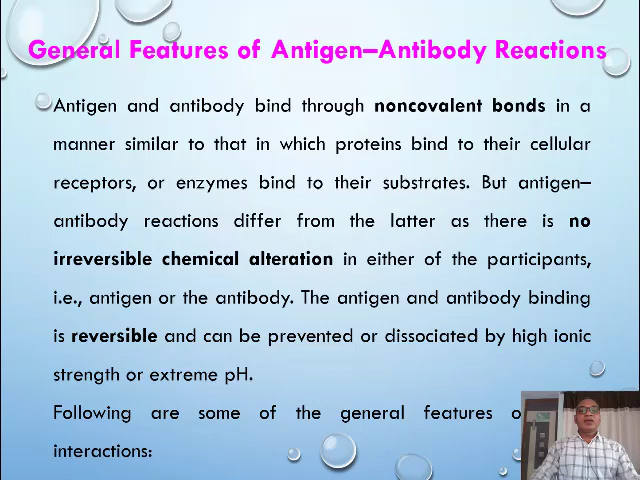 General Features of Antigen–Antibody Reactions
Antigen and antibody bind through noncovalent bonds in a
manner similar to that in which proteins bind to their cellular
receptors, or enzymes bind to their substrates. But antigen–
antibody reactions differ from the latter as there is no
irreversible chemical alteration in either of the participants,
i.e., antigen or the antibody. The antigen and antibody binding
is reversible and can be prevented or dissociated by high ionic
strength or extreme pH.
Following are some of the general features
interactions: